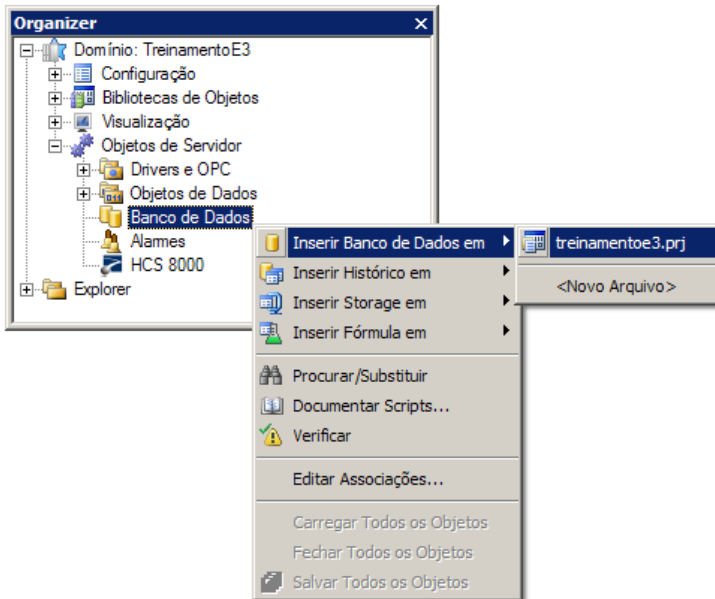 Organizer
Domínio: TreinamentoE3
Configuração
Bibliotecas de Objetos
Visualização
Objetos de Servidor
Drivers e OPC
Objetos de Dados
Banco de Dados
Alarmes
HCS 8000
Explorer
Inserir Banco de Dados em
Inserir Histórico em
Inserir Storage em
Inserir Fórmula em
Procurar/Substituir
Documentar Scripts...
Verificar
Editar Associações...
Carregar Todos os Objetos
Fechar Todos os Objetos
Salvar Todos os Objetos
treinamentoe3.prj
<Novo Arquivo>